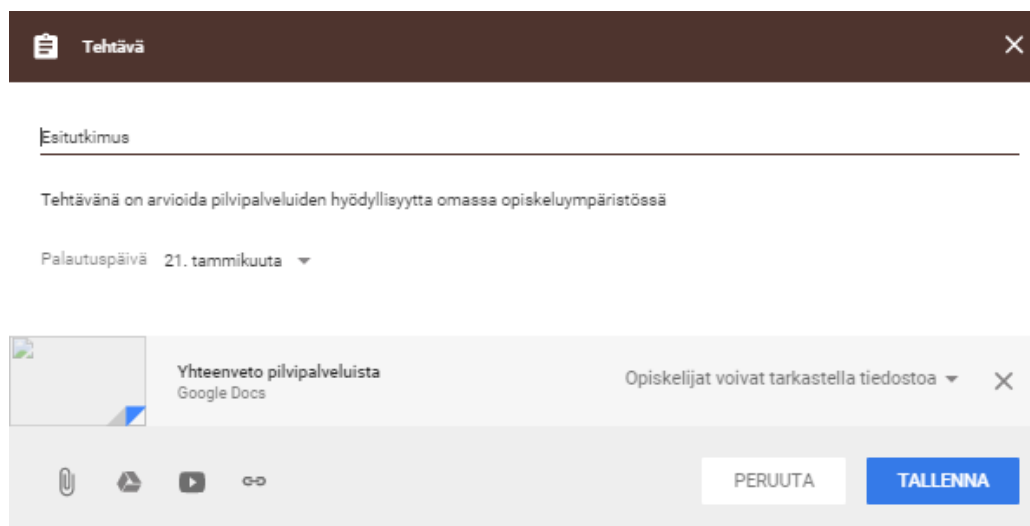 Tehtävä
Esitutkimus
Tehtävänä on arvioida pilvipalveluiden hyödyllisyytta omassa opiskeluympäristössä
Palautuspäivä 21. tammikuuta
Yhteenveto pilvipalveluista
Google Docs
Opiskelijat voivat tarkastella tiedostoa
PERUUTA
TALLENNA